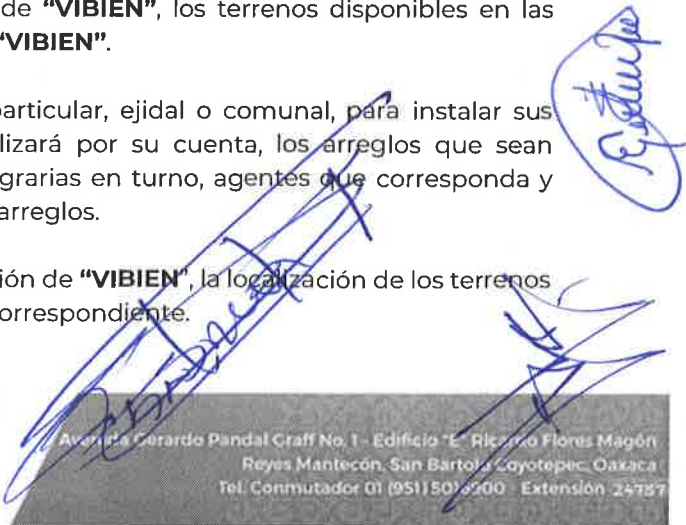 de “VIBIEN”, los terrenos disponibles en las
“VIBIEN”.
particular, ejidal o comunal, para instalar sus
lizará por su cuenta, los arreglos que sean
grarias en turno, agentes que corresponda y
arreglos.
ión de “VIBIEN”, la localización de los terrenos
orrespondiente.
Avenida Gerardo Pandal Graff No. 1 - Edificio "E" Ricardo Flores Magón
Reyes Mantecón, San Bartolo Coyotepec, Oaxaca
Tel. Conmutador 01 (951) 5016900 Extensión 24787